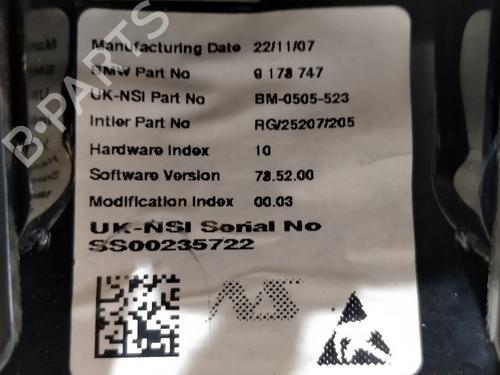 Manufacturing Date 22/11/07
BMW Part No 9 178 747
UK-NSI Part No BM-0505-523
Intier Part No RG/25207/205
Hardware Index 10
Software Version 78.52.00
Modification Index 00.03
UK-NSI Serial No
SS00235722